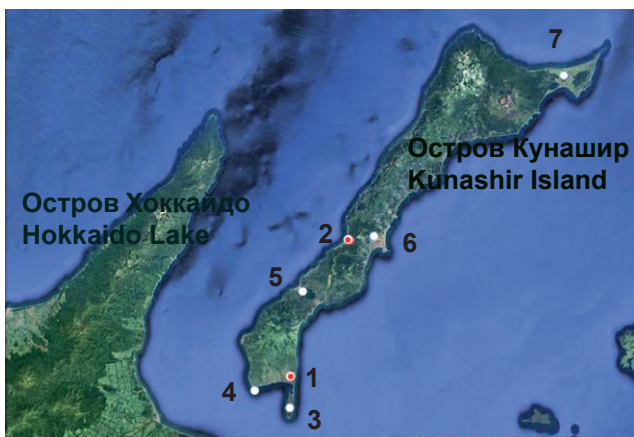 7
Остров Кунашир
Kunashir Island
Остров Хоккайдо
Hokkaido Lake
2
6
5
1
4
3